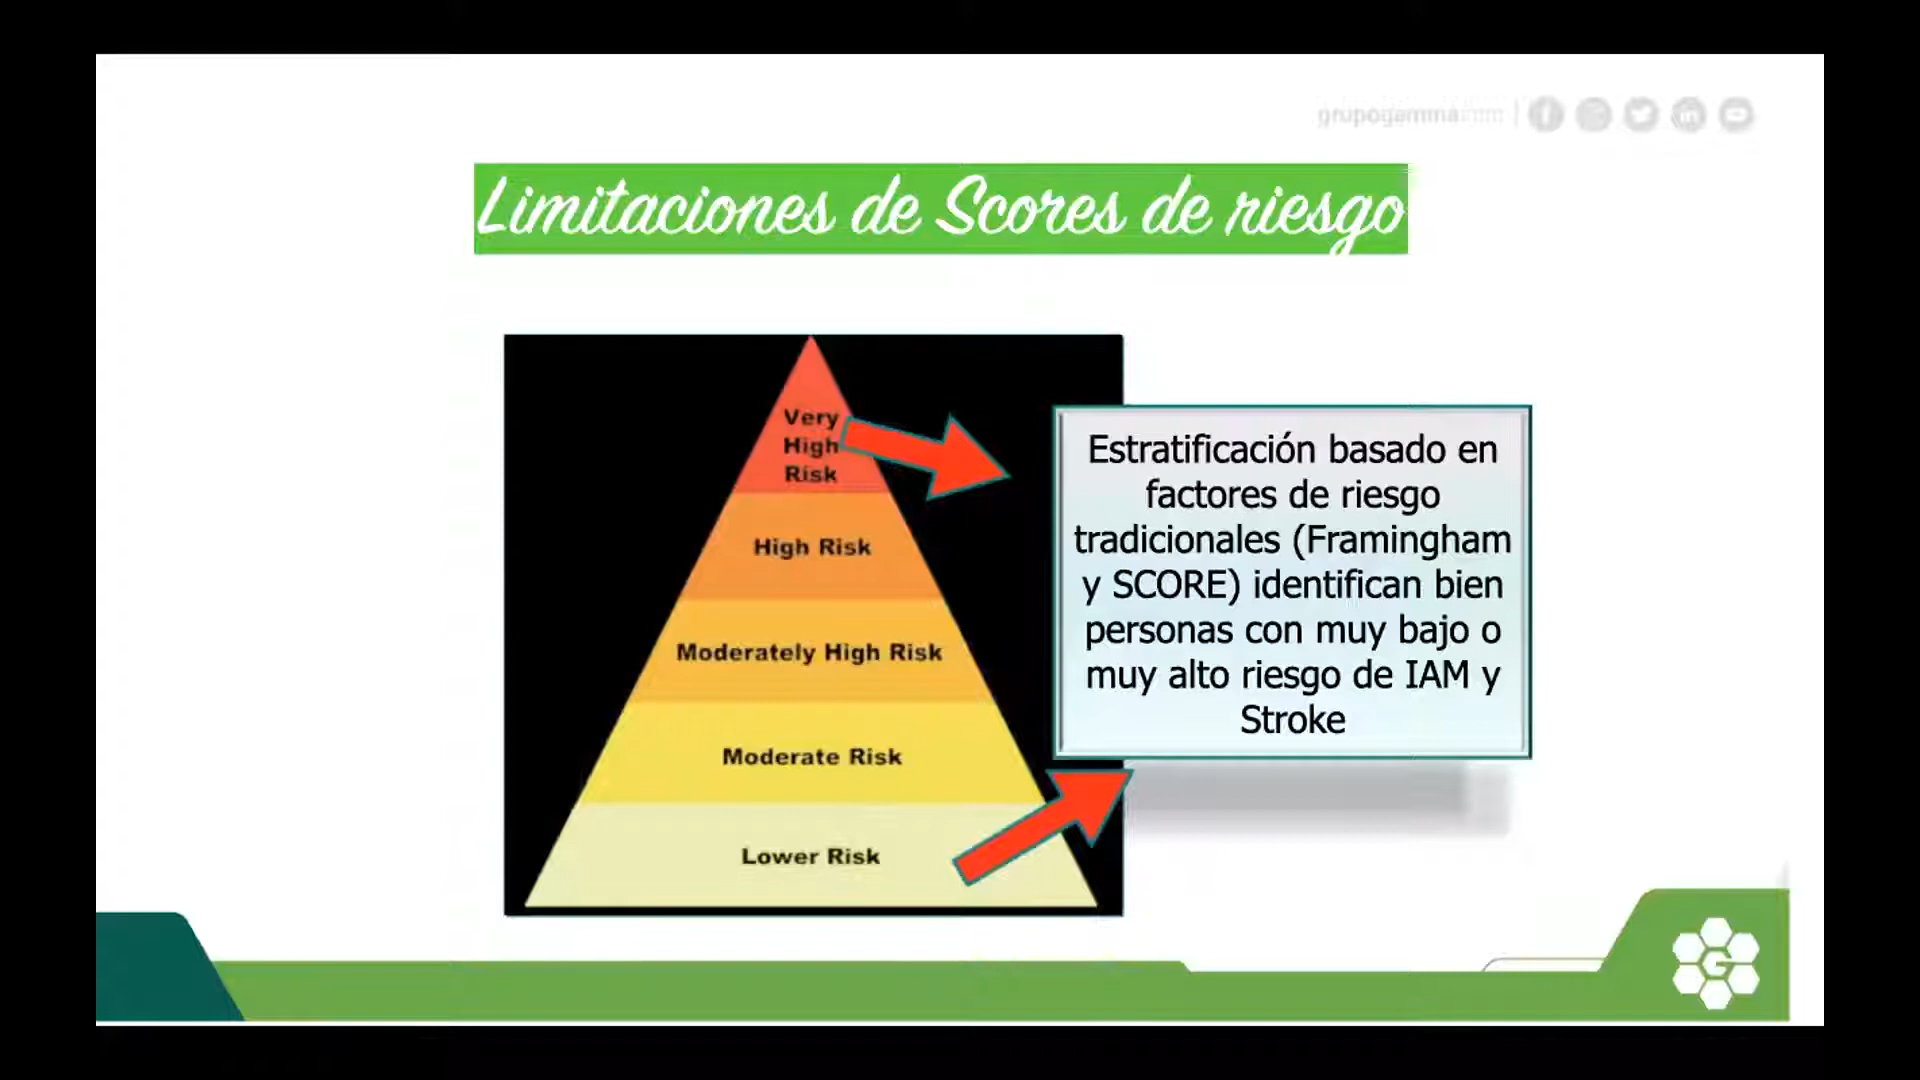 grupogamma.com
Limitaciones de Scores de riesgo
Very
High
Risk
High Risk
Moderately High Risk
Moderate Risk
Lower Risk
Estratificación basado en
factores de riesgo
tradicionales (Framingham
y SCORE) identifican bien
personas con muy bajo o
muy alto riesgo de IAM y
Stroke